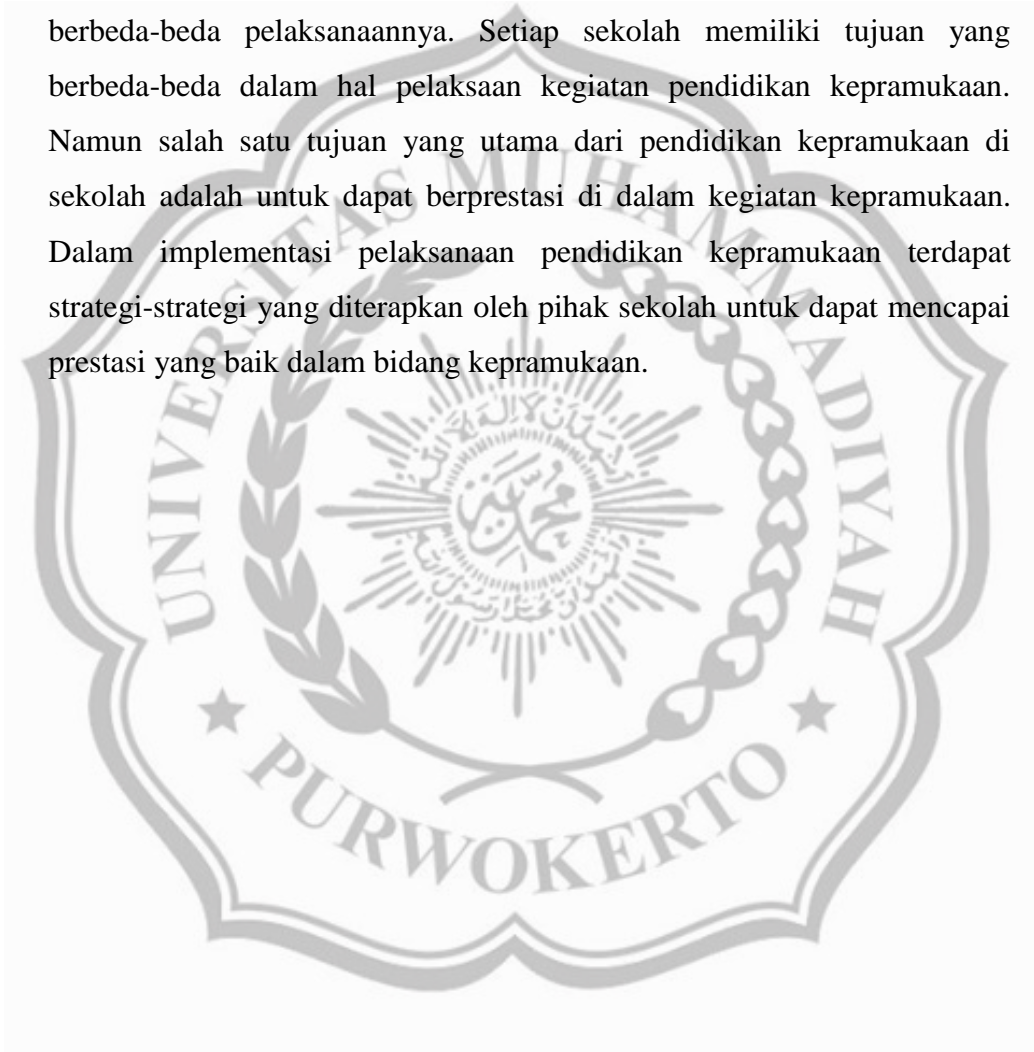 berbeda-beda pelaksanaannya. Setiap sekolah memiliki tujuan yang
berbeda-beda dalam hal pelaksaan kegiatan pendidikan kepramukaan.
Namun salah satu tujuan yang utama dari pendidikan kepramukaan di
sekolah adalah untuk dapat berprestasi di dalam kegiatan kepramukaan.
Dalam implementasi pelaksanaan pendidikan kepramukaan terdapat
strategi-strategi yang diterapkan oleh pihak sekolah untuk dapat mencapai
prestasi yang baik dalam bidang kepramukaan.
UNIVERSITAS MUHAMMADIYAH
PURWOKERTO
محمدية